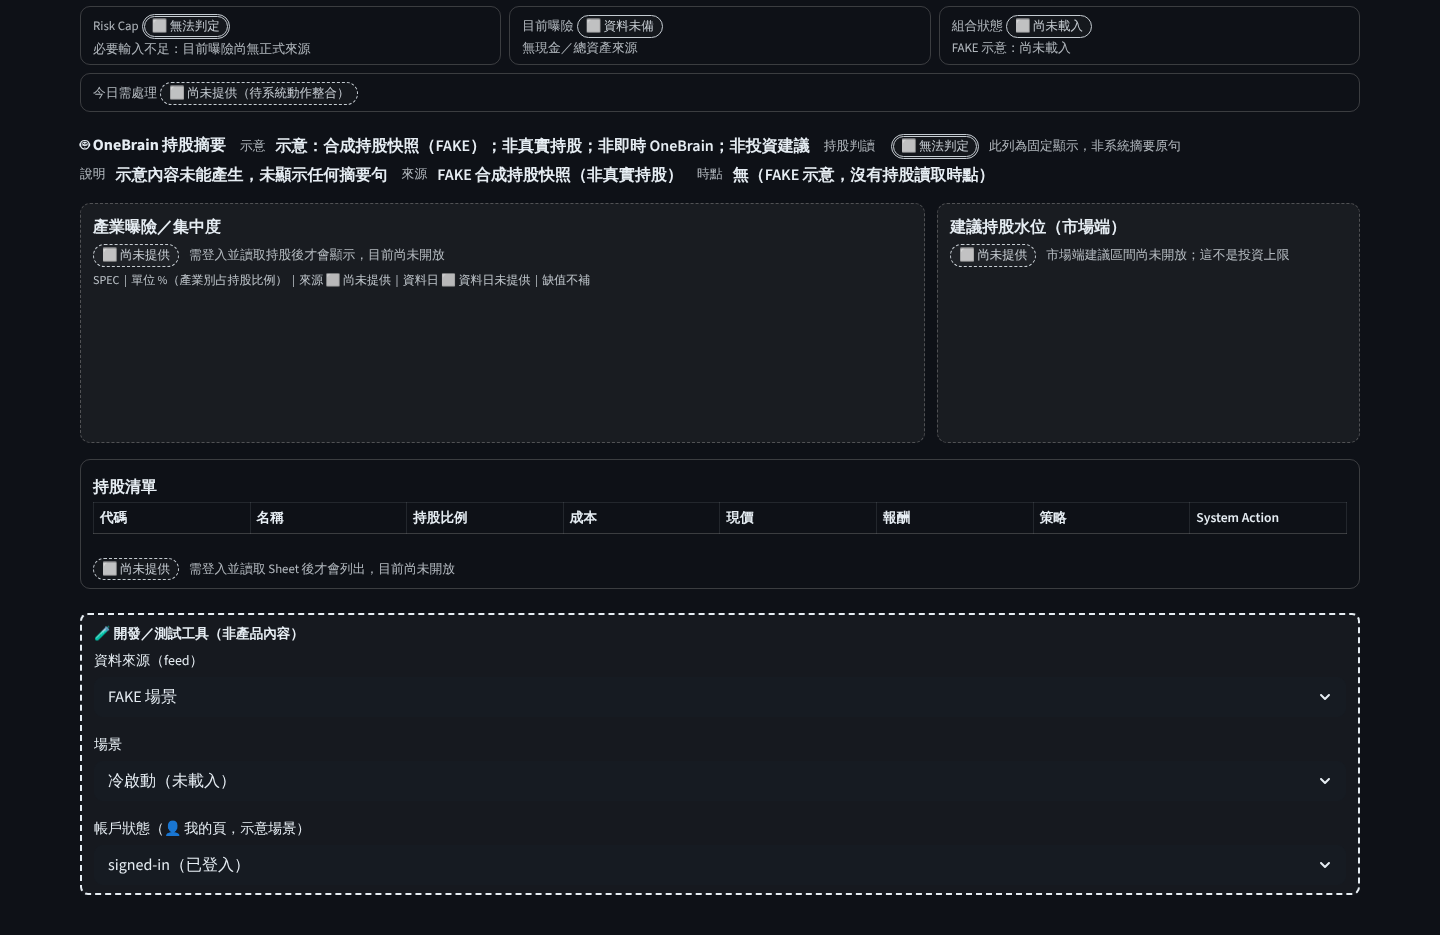 Risk Cap ⬜ 無法判定
必要輸入不足：目前曝險尚無正式來源
目前曝險 ⬜ 資料未備
無現金／總資產來源
組合狀態 ⬜ 尚未載入
FAKE 示意：尚未載入
今日需處理 ⬜ 尚未提供（待系統動作整合）
OneBrain 持股摘要 示意 示意：合成持股快照（FAKE）；非真實持股；非即時 OneBrain；非投資建議 持股判讀 ⬜ 無法判定 此列為固定顯示，非系統摘要原句
說明 示意內容未能產生，未顯示任何摘要句 來源 FAKE 合成持股快照（非真實持股） 時點 無（FAKE 示意，沒有持股讀取時點）
產業曝險／集中度
⬜ 尚未提供 需登入並讀取持股後才會顯示，目前尚未開放
SPEC｜單位 %（產業別占持股比例）｜來源 ⬜ 尚未提供｜資料日 ⬜ 資料日未提供｜缺值不補
建議持股水位（市場端）
⬜ 尚未提供 市場端建議區間尚未開放；這不是投資上限
持股清單
代碼 名稱 持股比例 成本 現價 報酬 策略 System Action
⬜ 尚未提供 需登入並讀取 Sheet 後才會列出，目前尚未開放
🧪 開發／測試工具（非產品內容）
資料來源（feed）
FAKE 場景
場景
冷啟動（未載入）
帳戶狀態（👤 我的頁，示意場景）
signed-in（已登入）